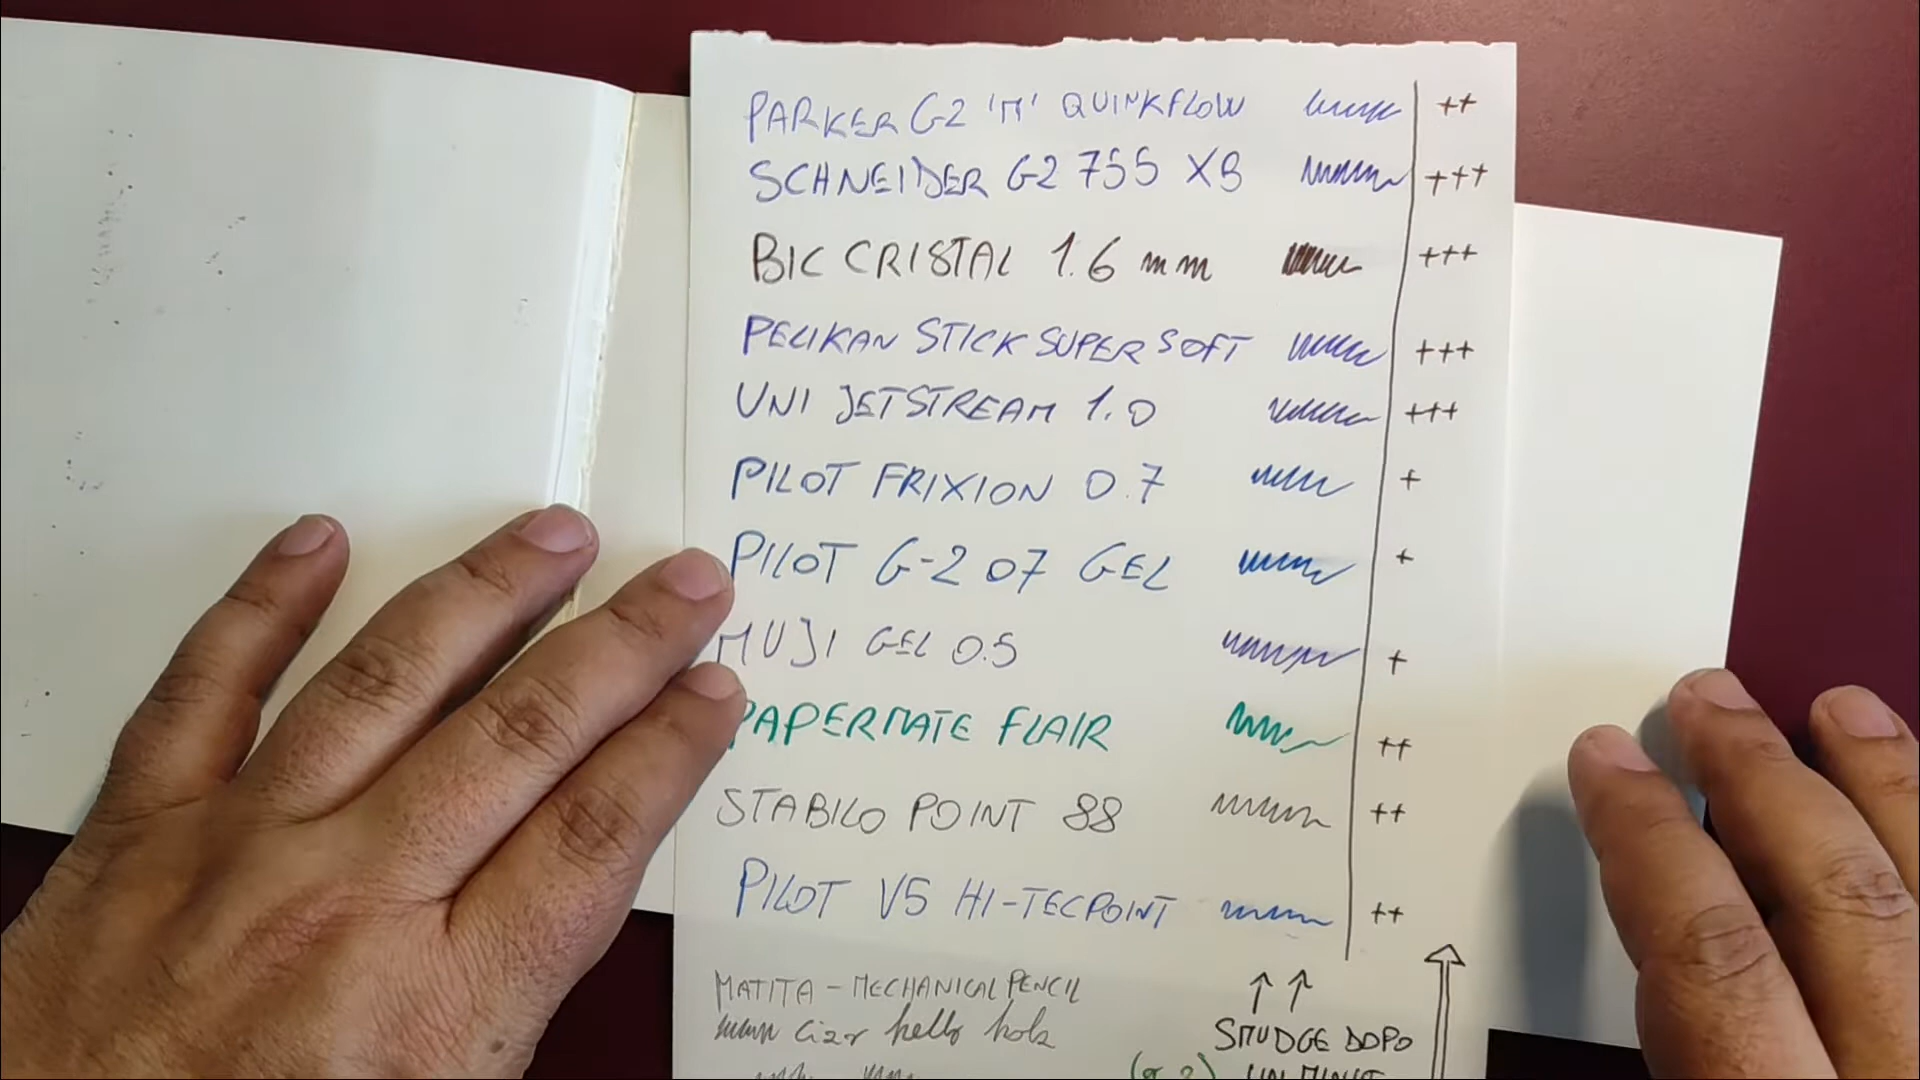 PARKER G2 'M' QUINKFLOW ++
SCHNEIDER G2 755 XB +++
BIC CRISTAL 1.6 mm +++
PELIKAN STICK SUPER SOFT +++
UNI JETSTREAM 1.0 +++
PILOT FRIXION 0.7 +
PILOT G-2 07 GEL +
MUJI GEL 0.5 +
PAPERMATE FLAIR ++
STABILO POINT 88 ++
PILOT V5 HI-TECPOINT ++
MATITA - MECHANICAL PENCIL
hello hola
SMUDGE DOPO